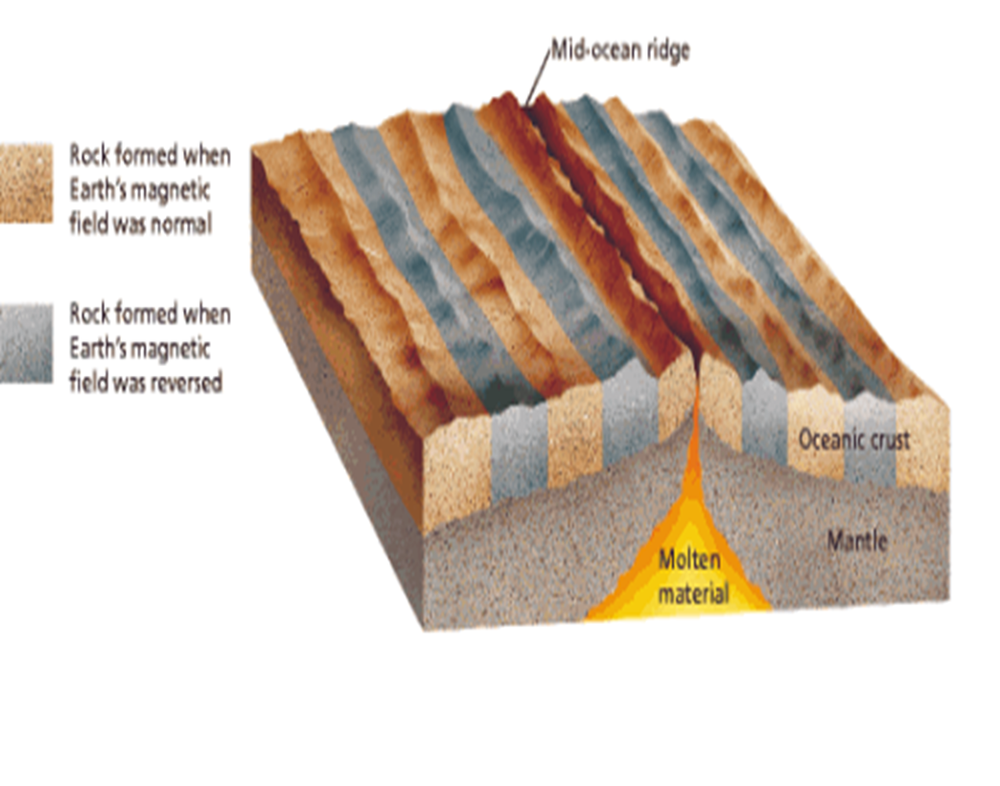 Mid-ocean ridge
Rock formed when
Earth's magnetic
field was normal
Rock formed when
Earth's magnetic
field was reversed
Oceanic crust
Mantle
Molten
material